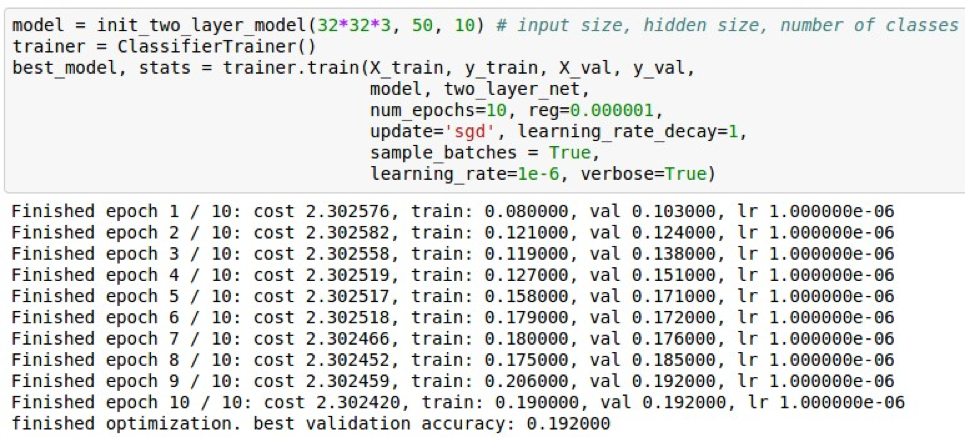 model = init_two_layer_model(32*32*3, 50, 10) # input size, hidden size, number of classes
trainer = ClassifierTrainer()
best_model, stats = trainer.train(X_train, y_train, X_val, y_val,
model, two_layer_net,
num_epochs=10, reg=0.000001,
update='sgd', learning_rate_decay=1,
sample_batches = True,
learning_rate=1e-6, verbose=True)
Finished epoch 1 / 10: cost 2.302576, train: 0.080000, val 0.103000, lr 1.000000e-06
Finished epoch 2 / 10: cost 2.302582, train: 0.121000, val 0.124000, lr 1.000000e-06
Finished epoch 3 / 10: cost 2.302558, train: 0.119000, val 0.138000, lr 1.000000e-06
Finished epoch 4 / 10: cost 2.302519, train: 0.127000, val 0.151000, lr 1.000000e-06
Finished epoch 5 / 10: cost 2.302517, train: 0.158000, val 0.171000, lr 1.000000e-06
Finished epoch 6 / 10: cost 2.302518, train: 0.179000, val 0.172000, lr 1.000000e-06
Finished epoch 7 / 10: cost 2.302466, train: 0.180000, val 0.176000, lr 1.000000e-06
Finished epoch 8 / 10: cost 2.302452, train: 0.175000, val 0.185000, lr 1.000000e-06
Finished epoch 9 / 10: cost 2.302459, train: 0.206000, val 0.192000, lr 1.000000e-06
Finished epoch 10 / 10: cost 2.302420, train: 0.190000, val 0.192000, lr 1.000000e-06
finished optimization. best validation accuracy: 0.192000